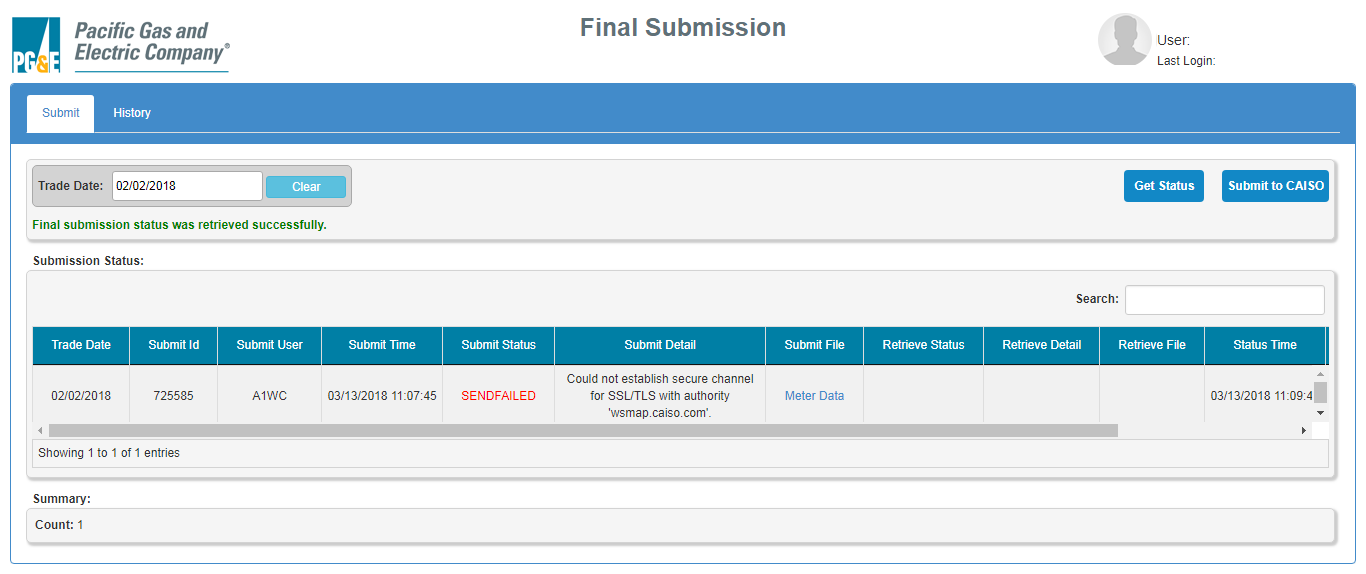 Pacific Gas and
Electric Company®
PG&E
Final Submission
User:
Last Login:
Submit History
Trade Date: 02/02/2018 Clear Get Status Submit to CAISO
Final submission status was retrieved successfully.
Submission Status:
Search:
Trade Date Submit Id Submit User Submit Time Submit Status Submit Detail Submit File Retrieve Status Retrieve Detail Retrieve File Status Time
02/02/2018 725585 A1WC 03/13/2018 11:07:45 SENDFAILED Could not establish secure channel
for SSL/TLS with authority
'wsmap.caiso.com'. Meter Data 03/13/2018 11:09:4
Showing 1 to 1 of 1 entries
Summary:
Count: 1